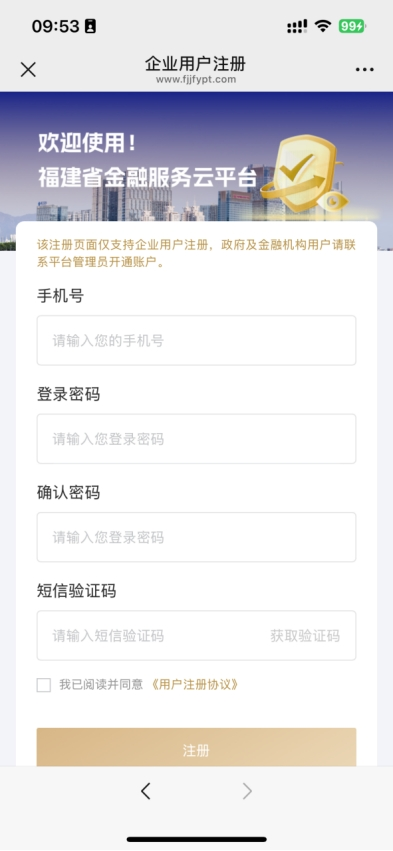 09:53
99
企业用户注册
www.fjjfypt.com
欢迎使用!
福建省金融服务云平台
该注册页面仅支持企业用户注册，政府及金融机构用户请联
系平台管理员开通账户。
手机号
请输入您的手机号
登录密码
请输入您登录密码
确认密码
请输入您登录密码
短信验证码
请输入短信验证码 获取验证码
我已阅读并同意 《用户注册协议》
注册